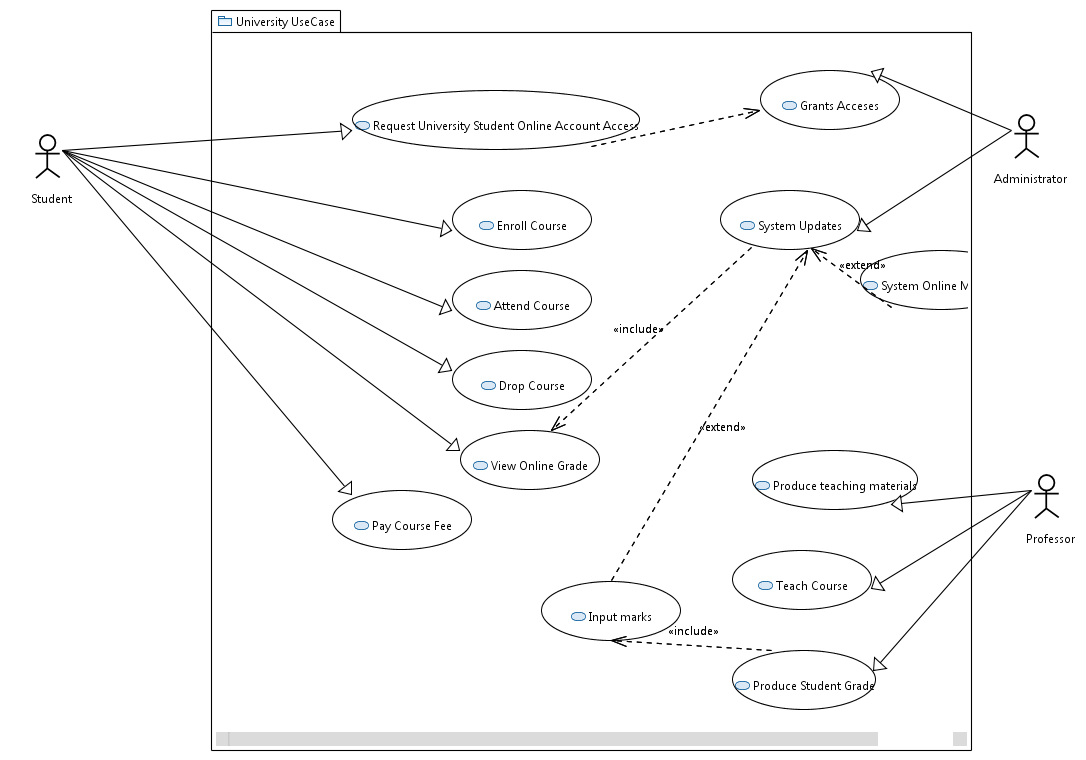 University UseCase
Grants Acceses
Request University Student Online Account Access
Administrator
Student
Enroll Course
System Updates
«extend»
System Online M
Attend Course
«include»
Drop Course
«extend»
View Online Grade
Produce teaching materials
Pay Course Fee
Professor
Teach Course
Input marks
«include»
Produce Student Grade